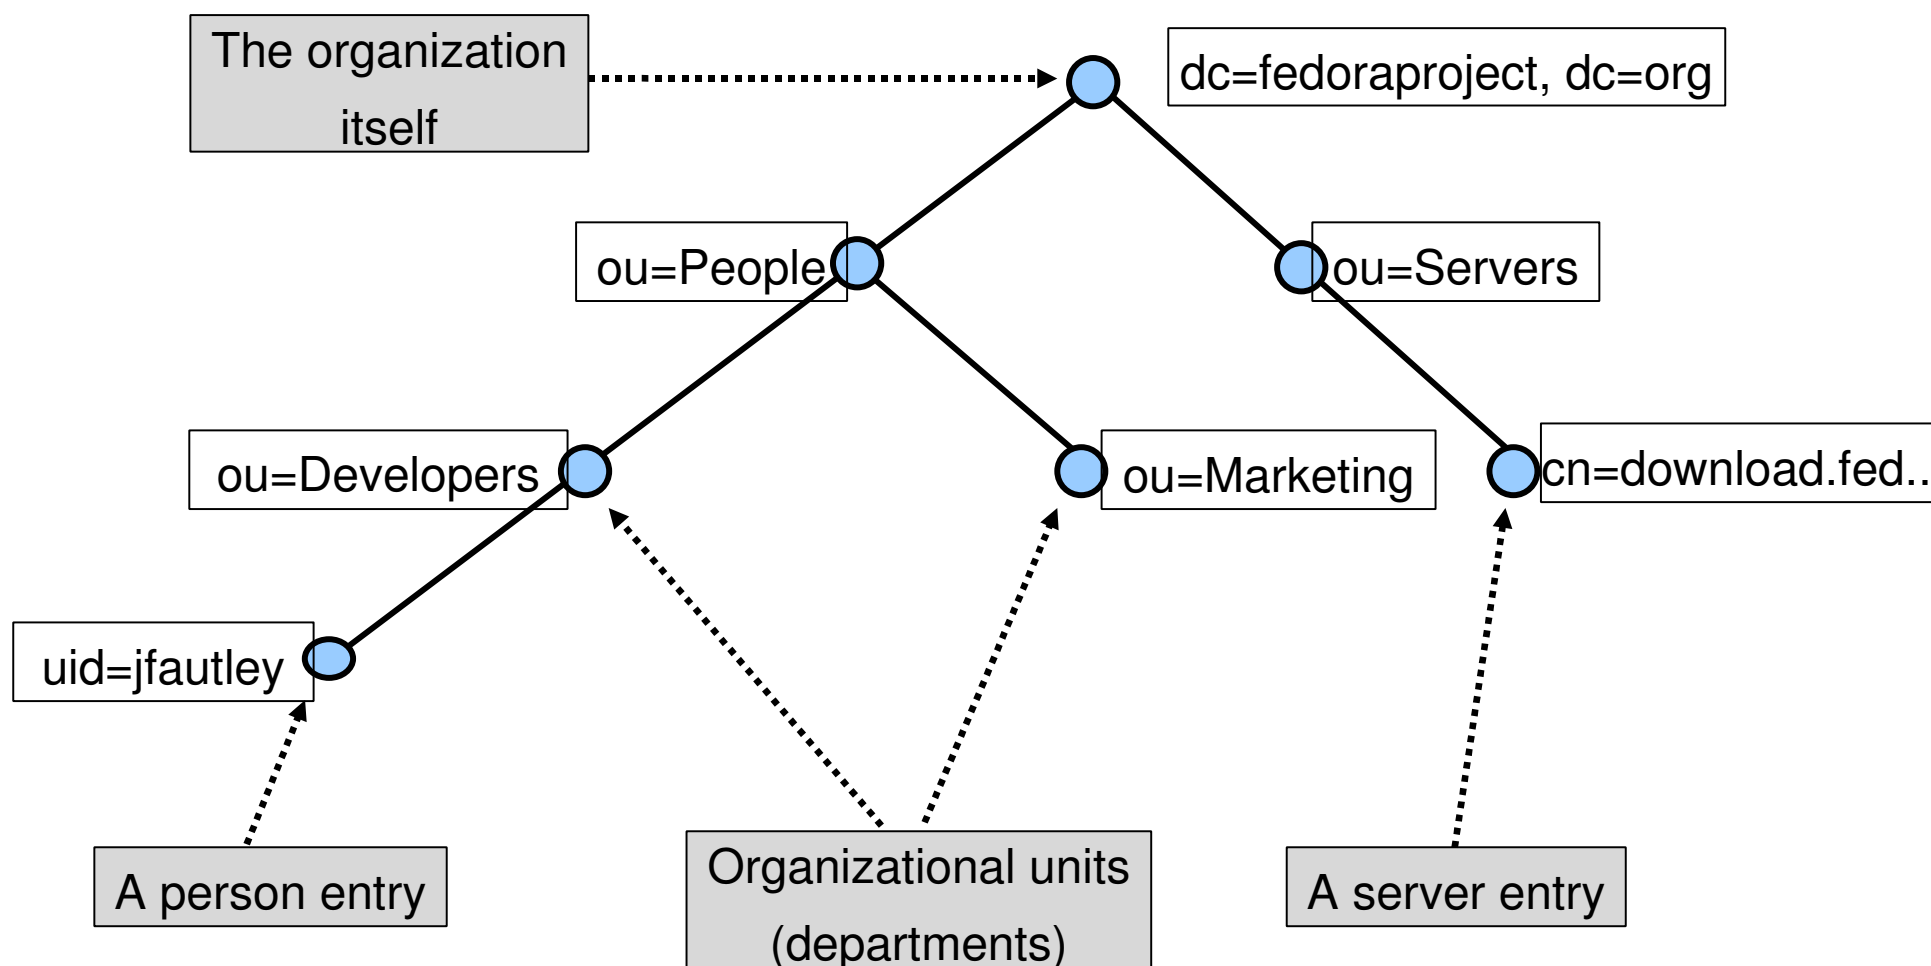 The organization
itself
dc=fedoraproject, dc=org
ou=People
ou=Servers
ou=Developers
ou=Marketing
cn=download.fed..
uid=jfautley
A person entry
Organizational units
(departments)
A server entry